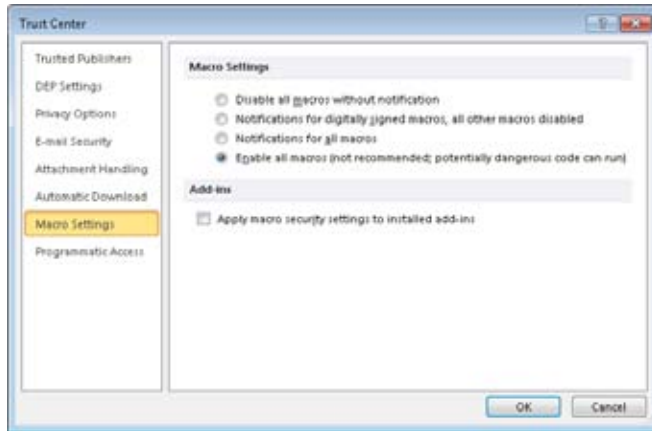 Trust Center
Trusted Publishers
DEP Settings
Privacy Options
E-mail Security
Attachment Handling
Automatic Download
Macro Settings
Programmatic Access
Macro Settings
Disable all macros without notification
Notifications for digitally signed macros, all other macros disabled
Notifications for all macros
Enable all macros (not recommended; potentially dangerous code can run)
Add-ins
Apply macro security settings to installed add-ins
OK
Cancel